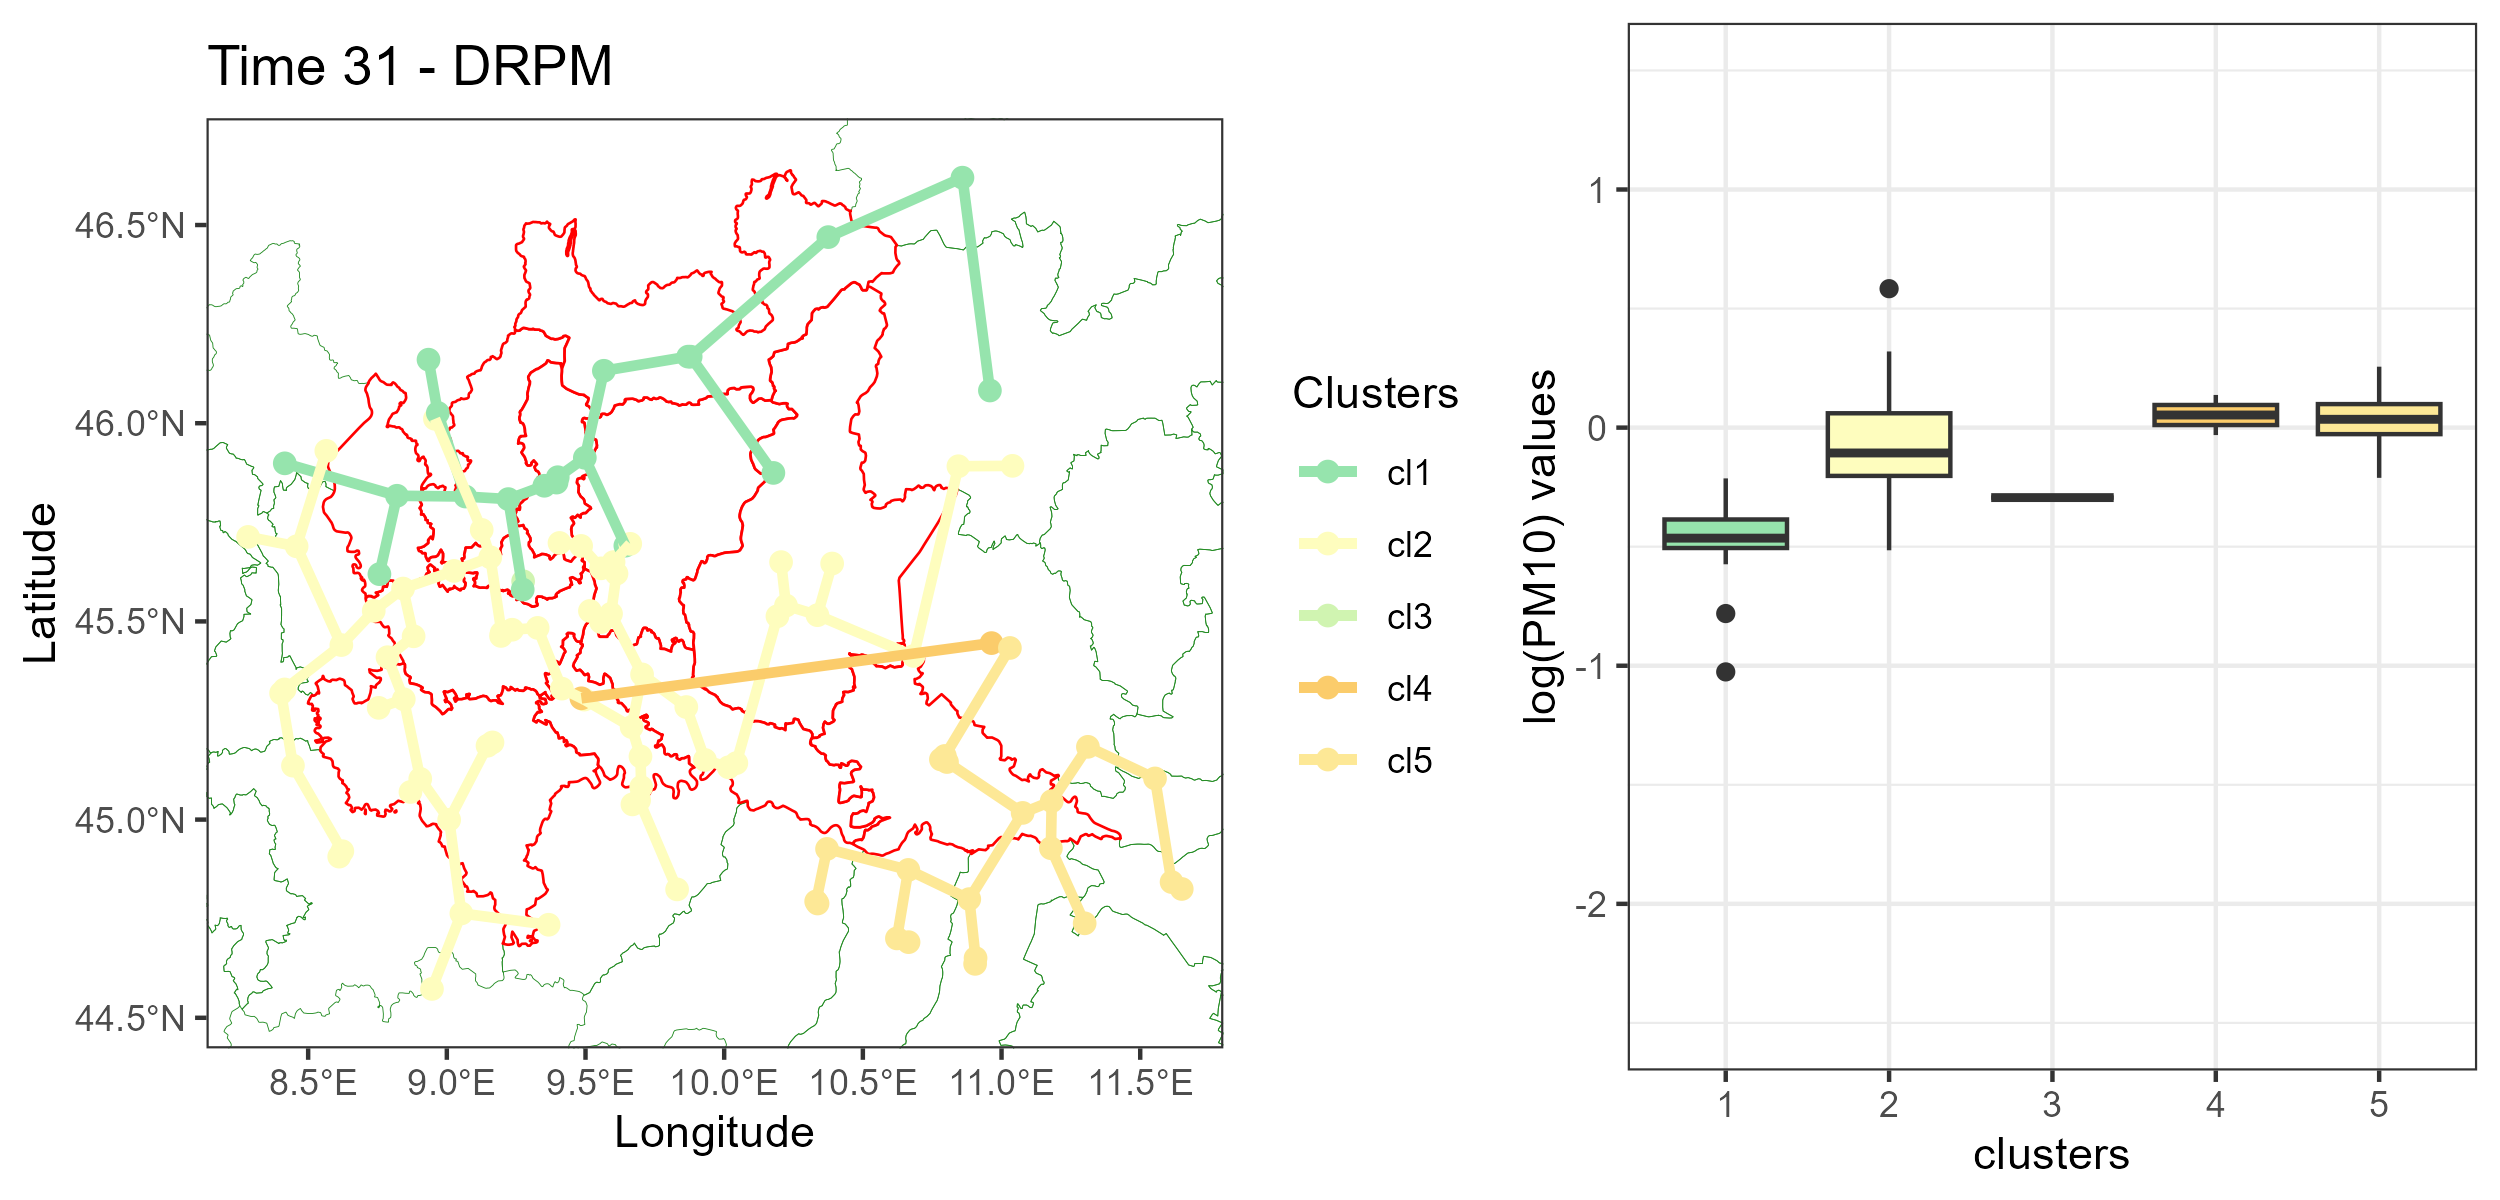 Time 31 - DRPM
Latitude
46.5°N
46.0°N
45.5°N
45.0°N
44.5°N
8.5°E 9.0°E 9.5°E 10.0°E 10.5°E 11.0°E 11.5°E
Longitude
Clusters
cl1
cl2
cl3
cl4
cl5
log(PM10) values
1
0
-1
-2
1 2 3 4 5
clusters